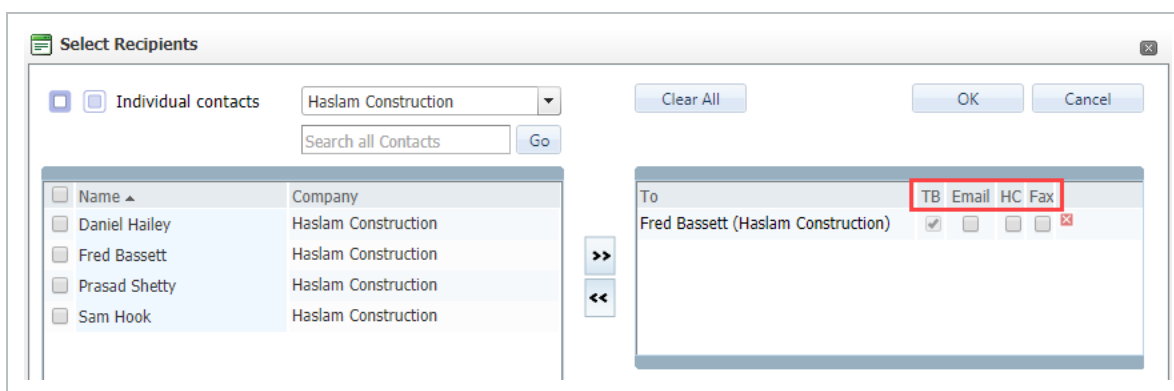 Select Recipients
Individual contacts
Haslam Construction
Clear All
OK
Cancel
Search all Contacts
Go
Name
Company
Daniel Hailey
Haslam Construction
Fred Bassett
Haslam Construction
Prasad Shetty
Haslam Construction
Sam Hook
Haslam Construction
>>
<<
To
TB Email HC Fax
Fred Bassett (Haslam Construction)